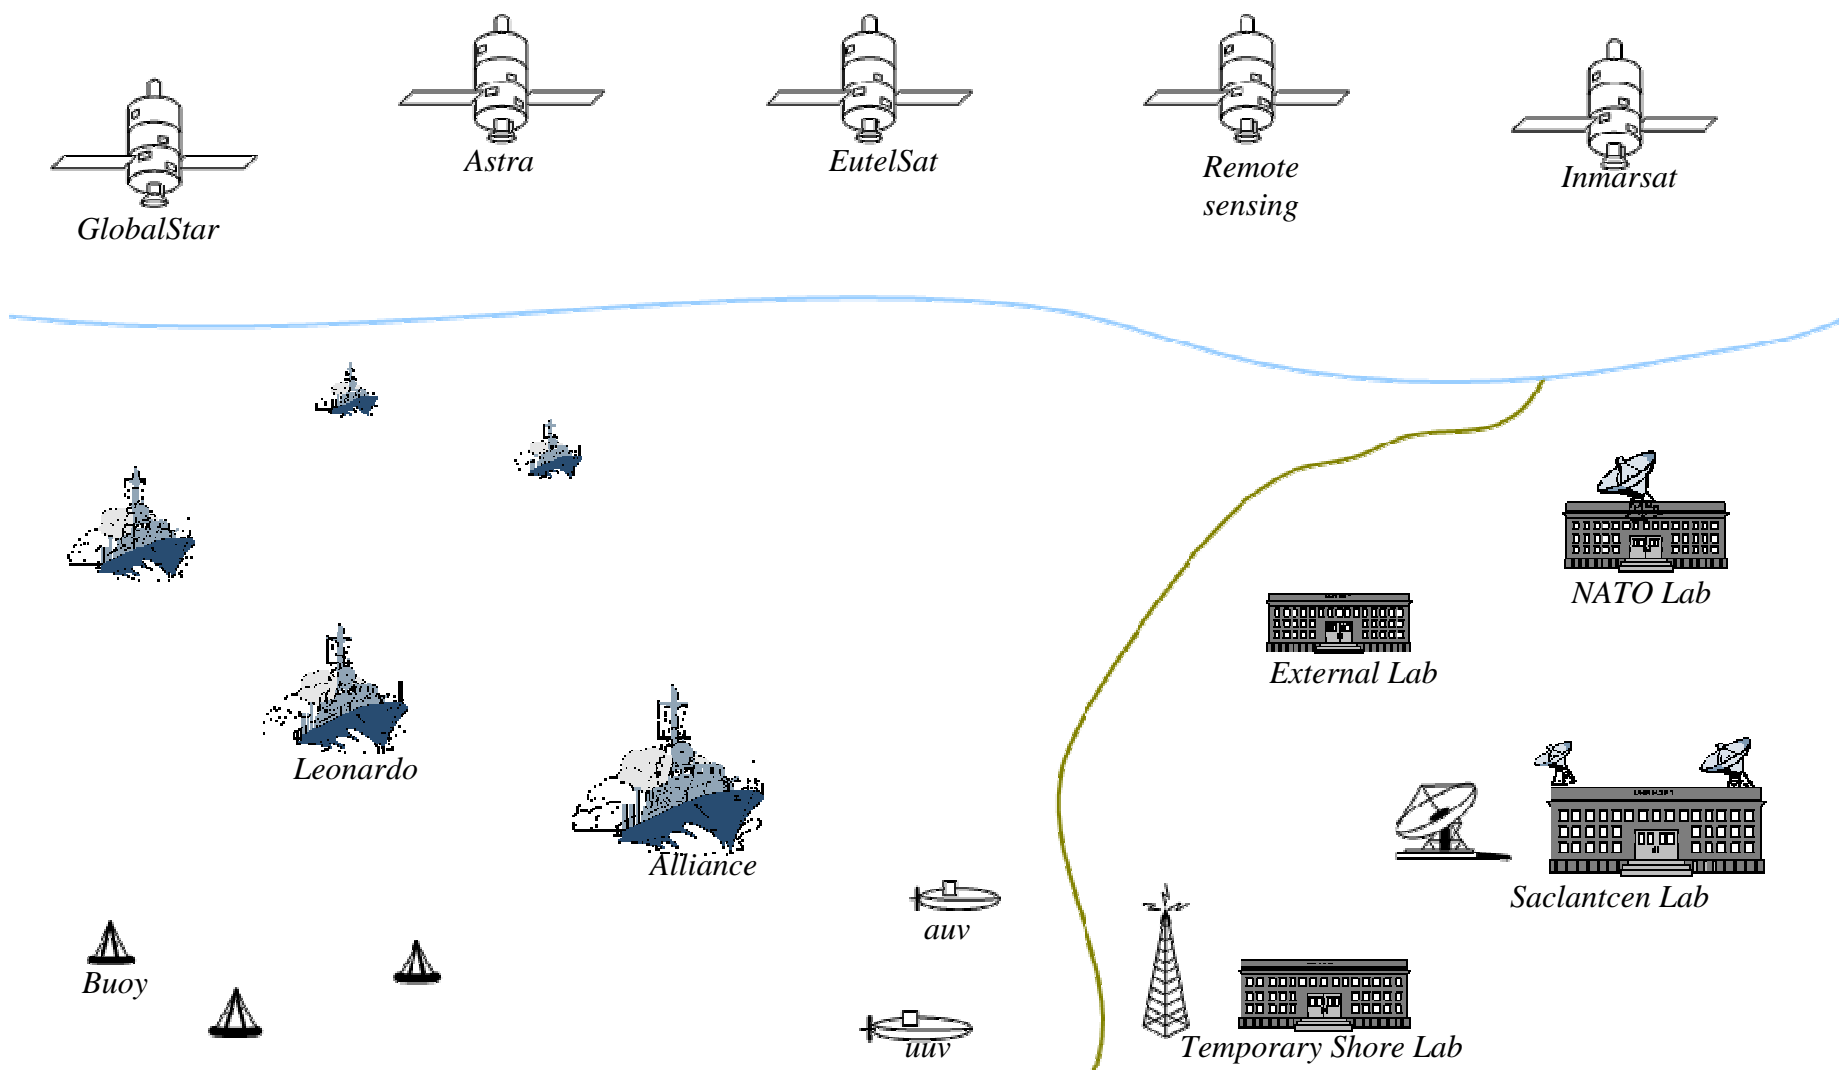 Astra
EutelSat
Remote
sensing
Inmarsat
GlobalStar
NATO Lab
External Lab
Leonardo
Alliance
Saclantcen Lab
auv
Buoy
uuv
Temporary Shore Lab